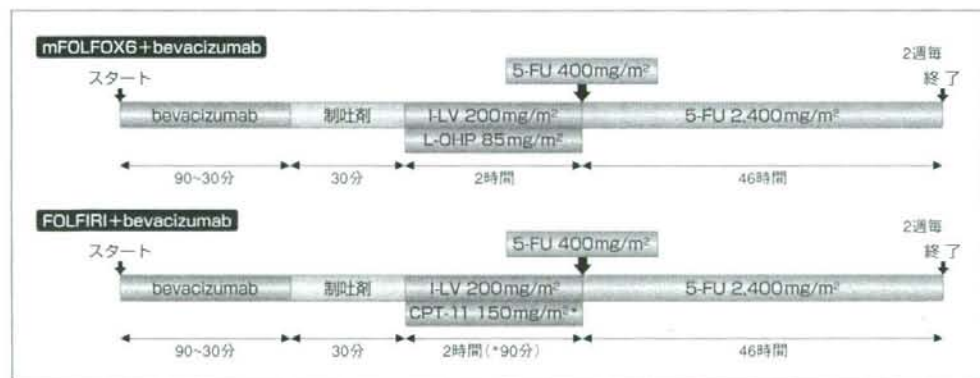 mFOLFOX6+bevacizumab
2週毎
スタート
5-FU 400mg/m²
終了
bevacizumab 制吐剤 l-LV 200mg/m² 5-FU 2,400mg/m²
L-OHP 85mg/m²
90~30分 30分 2時間 46時間
FOLFIRI+bevacizumab
2週毎
スタート
5-FU 400mg/m²
終了
bevacizumab 制吐剤 l-LV 200mg/m² 5-FU 2,400mg/m²
CPT-11 150mg/m²*
90~30分 30分 2時間(*90分) 46時間